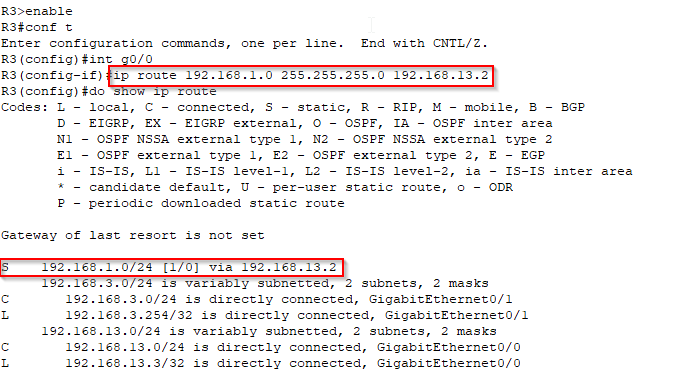 R3>enable
R3#conf t
Enter configuration commands, one per line.  End with CNTL/Z.
R3(config)#int g0/0
R3(config-if)#ip route 192.168.1.0 255.255.255.0 192.168.13.2
R3(config)#do show ip route
Codes: L - local, C - connected, S - static, R - RIP, M - mobile, B - BGP
       D - EIGRP, EX - EIGRP external, O - OSPF, IA - OSPF inter area
       N1 - OSPF NSSA external type 1, N2 - OSPF NSSA external type 2
       E1 - OSPF external type 1, E2 - OSPF external type 2, E - EGP
       i - IS-IS, L1 - IS-IS level-1, L2 - IS-IS level-2, ia - IS-IS inter area
       * - candidate default, U - per-user static route, o - ODR
       P - periodic downloaded static route

Gateway of last resort is not set

S    192.168.1.0/24 [1/0] via 192.168.13.2
     192.168.3.0/24 is variably subnetted, 2 subnets, 2 masks
C       192.168.3.0/24 is directly connected, GigabitEthernet0/1
L       192.168.3.254/32 is directly connected, GigabitEthernet0/1
     192.168.13.0/24 is variably subnetted, 2 subnets, 2 masks
C       192.168.13.0/24 is directly connected, GigabitEthernet0/0
L       192.168.13.3/32 is directly connected, GigabitEthernet0/0